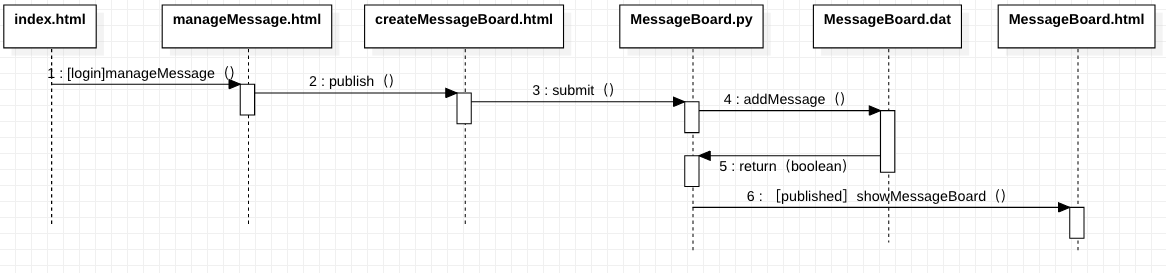 index.html
manageMessage.html
createMessageBoard.html
MessageBoard.py
MessageBoard.dat
MessageBoard.html
1 : [login]manageMessage（）
2 : publish（）
3 : submit（）
4 : addMessage（）
5 : return（boolean）
6 : ［published］showMessageBoard（）